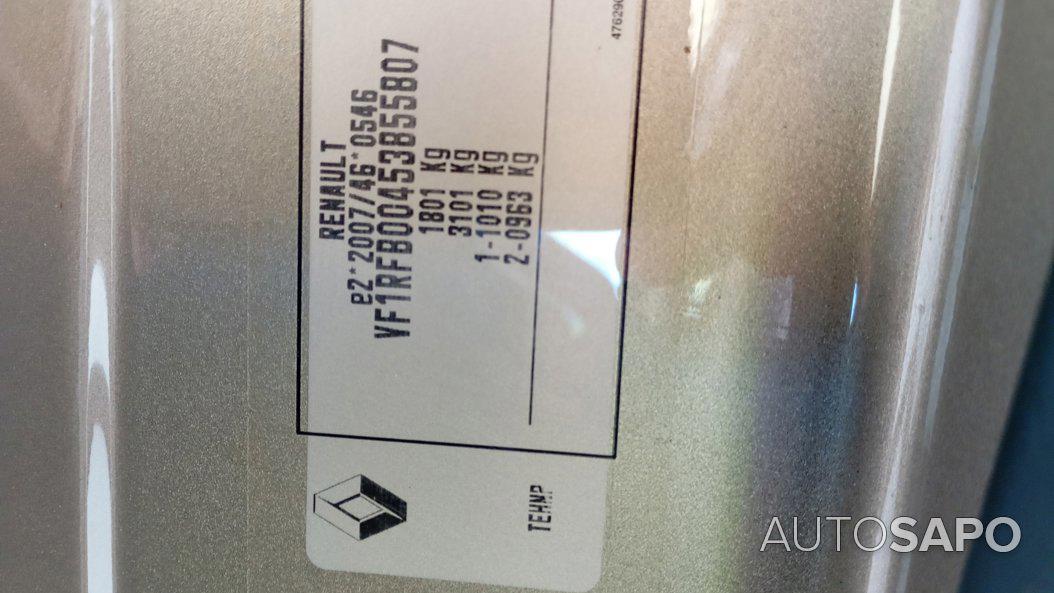 RENAULT
e2*2007/46*0546
VF1RFB00453855807
1801 Kg
3101 Kg
1-1010 Kg
2-0963 Kg
TEHNP
AUTOSAPO